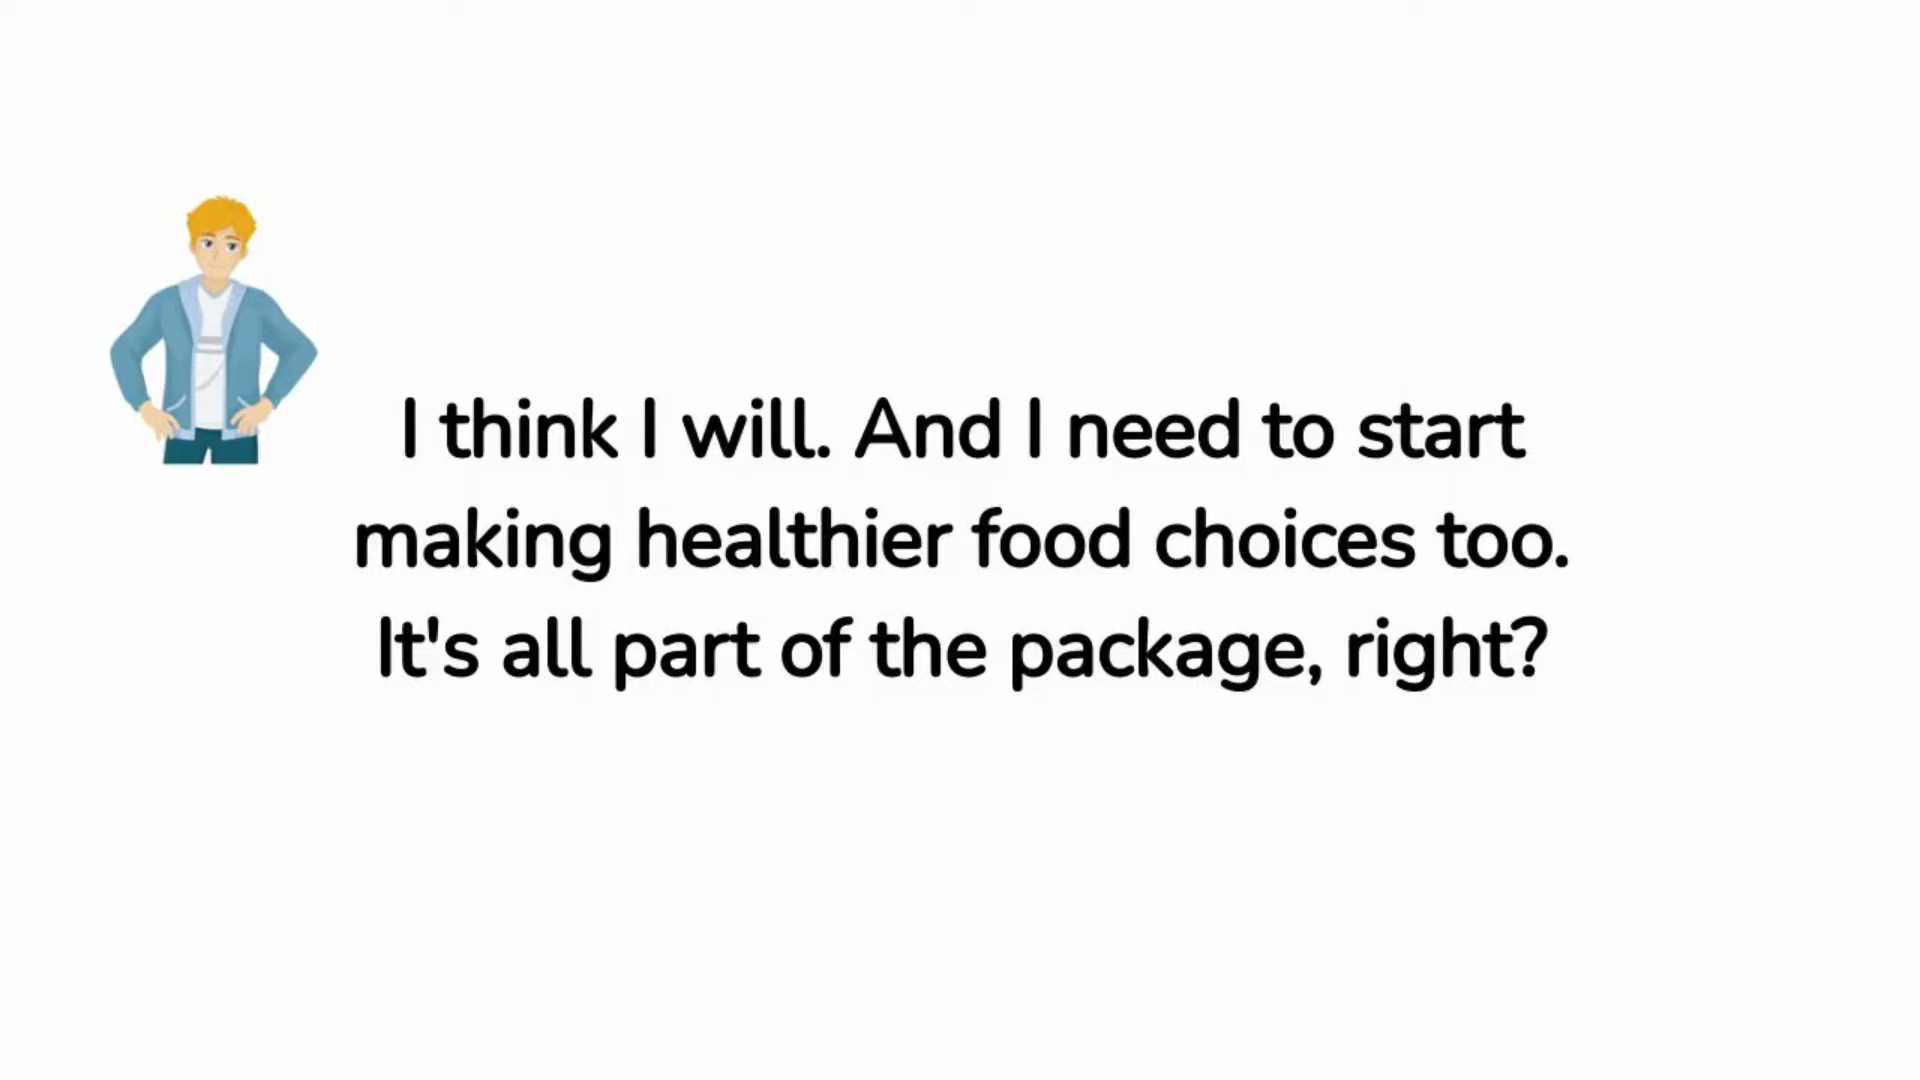 I think I will. And I need to start
making healthier food choices too.
It's all part of the package, right?